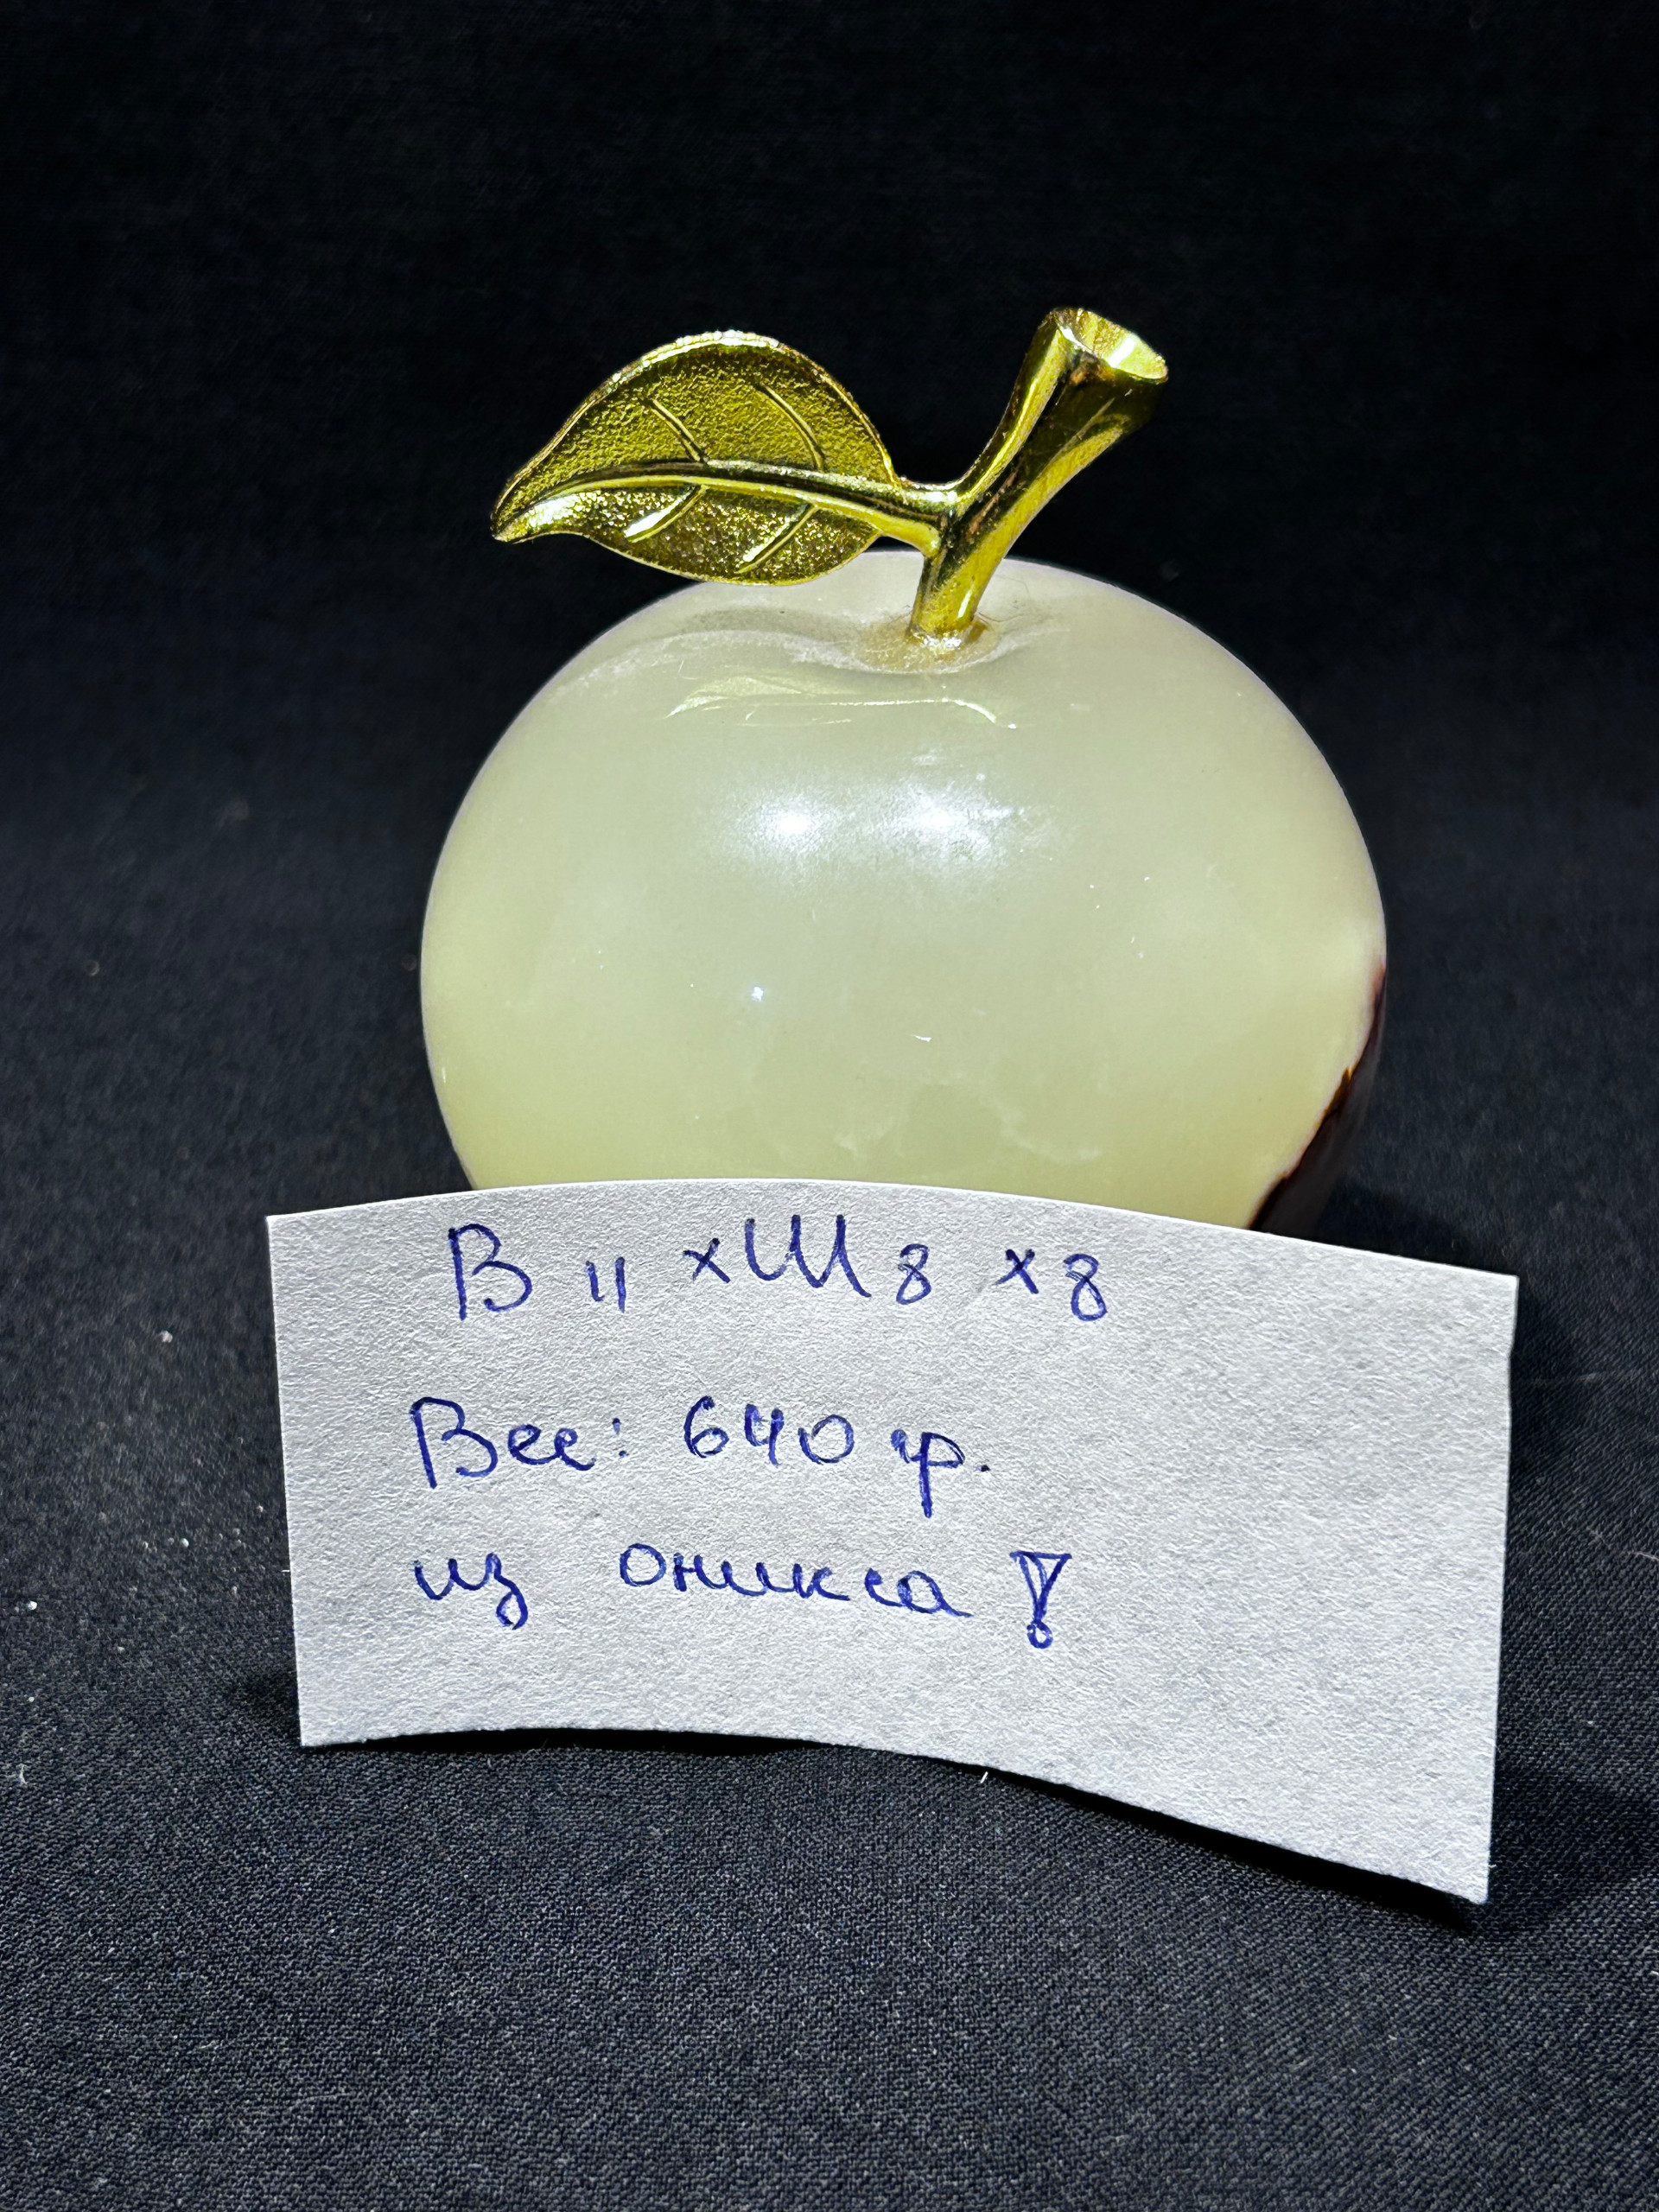 В 11 х Ш 8 х 8
Вес: 640 гр.
из оникса!